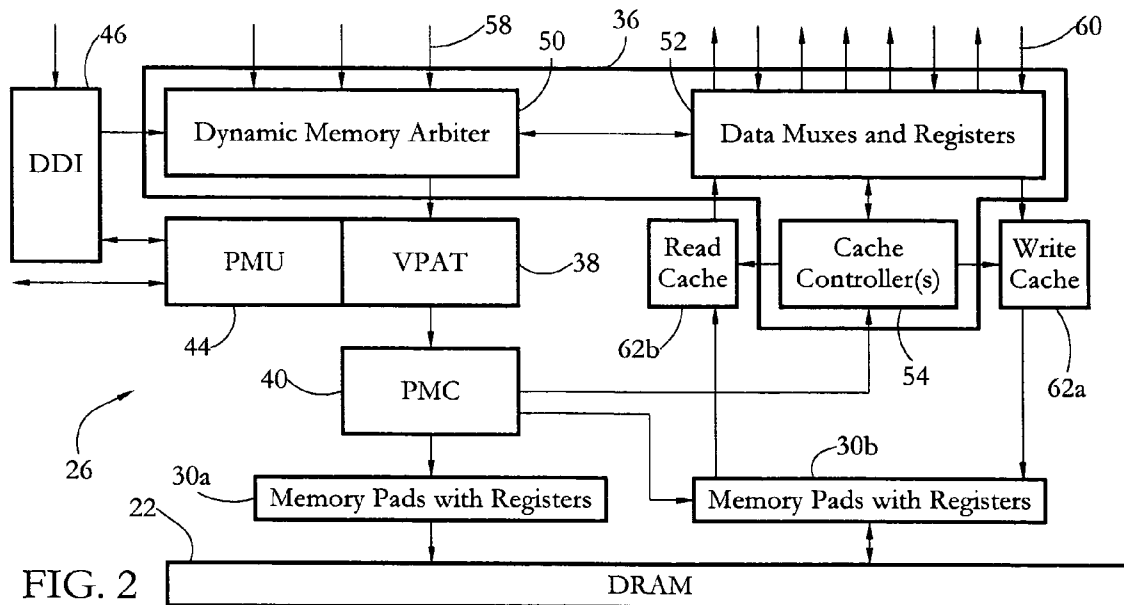 46
58
50
52
36
60
DDI
Dynamic Memory Arbiter
Data Muxes and Registers
PMU
VPAT
38
Read
Cache
Cache
Controller(s)
Write
Cache
44
62b
54
62a
40
PMC
26
30a
30b
Memory Pads with Registers
Memory Pads with Registers
22
FIG. 2
DRAM